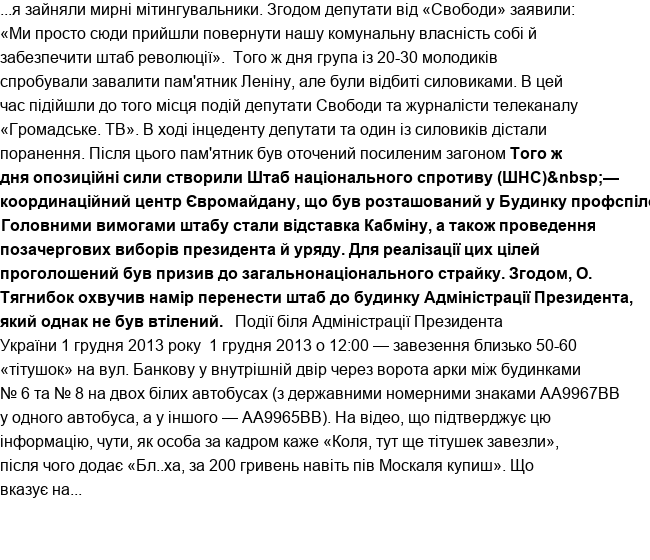 ...я зайняли мирні мітингувальники. Згодом депутати від «Свободи» заявили:
«Ми просто сюди прийшли повернути нашу комунальну власність собі й
забезпечити штаб революції».  Того ж дня група із 20-30 молодиків
спробували завалити пам'ятник Леніну, але були відбиті силовиками. В цей
час підійшли до того місця подій депутати Свободи та журналісти телеканалу
«Громадське. ТВ». В ході інцеденту депутати та один із силовиків дістали
поранення. Після цього пам'ятник був оточений посиленим загоном Того ж
дня опозиційні сили створили Штаб національного спротиву (ШНС)&nbsp;—
координаційний центр Євромайдану, що був розташований у Будинку профспіл
Головними вимогами штабу стали відставка Кабміну, а також проведення
позачергових виборів президента й уряду. Для реалізації цих цілей
проголошений був призив до загальнонаціонального страйку. Згодом, О.
Тягнибок охвучив намір перенести штаб до будинку Адміністрації Президента,
який однак не був втілений.   Події біля Адміністрації Президента
України 1 грудня 2013 року  1 грудня 2013 о 12:00 — завезення близько 50-60
«тітушок» на вул. Банкову у внутрішній двір через ворота арки між будинками
№ 6 та № 8 на двох білих автобусах (з державними номерними знаками АА9967ВВ
у одного автобуса, а у іншого — АА9965ВВ). На відео, що підтверджує цю
інформацію, чути, як особа за кадром каже «Коля, тут ще тітушек завезли»,
після чого додає «Бл..ха, за 200 гривень навіть пів Москаля купиш». Що
вказує на...